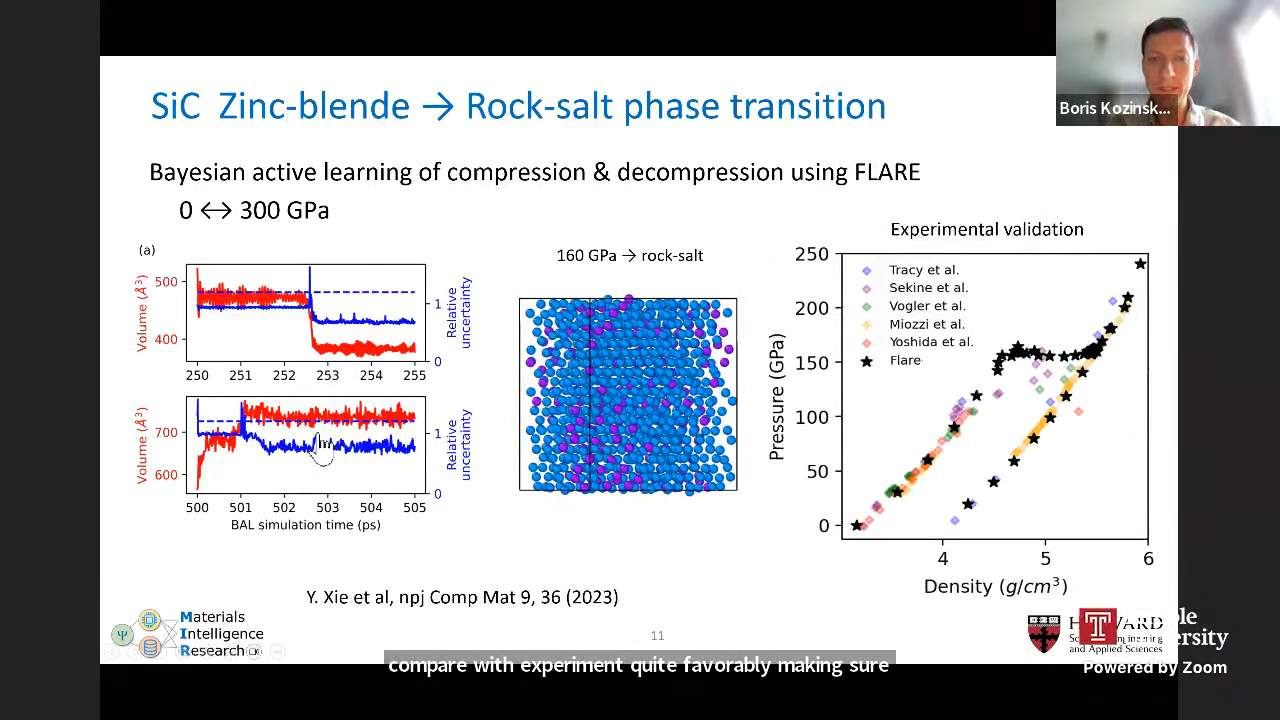 Boris Kozinsk...
SiC Zinc-blende → Rock-salt phase transition
Bayesian active learning of compression & decompression using FLARE
0 ↔ 300 GPa
(a)
Volume (Å³)
500
400
1
0
Relative
uncertainty
250 251 252 253 254 255
Volume (Å³)
700
600
1
0
Relative
uncertainty
500 501 502 503 504 505
BAL simulation time (ps)
160 GPa → rock-salt
Experimental validation
Pressure (GPa)
250
200
150
100
50
0
Tracy et al.
Sekine et al.
Vogler et al.
Miozzi et al.
Yoshida et al.
Flare
4 5 6
Density (g/cm³)
Y. Xie et al, npj Comp Mat 9, 36 (2023)
Materials
Intelligence
Research
11
and Applied Sciences
Powered by Zoom
compare with experiment quite favorably making sure